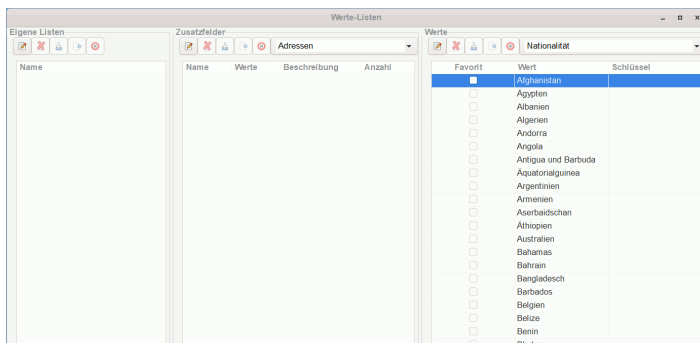 Werte-Listen
Eigene Listen
Name
Zusatzfelder
Adressen
Name Werte Beschreibung Anzahl
Werte
Nationalität
Favorit Wert Schlüssel
Afghanistan
Ägypten
Albanien
Algerien
Andorra
Angola
Antigua und Barbuda
Äquatorialguinea
Argentinien
Armenien
Aserbaidschan
Äthiopien
Australien
Bahamas
Bahrain
Bangladesch
Barbados
Belgien
Belize
Benin